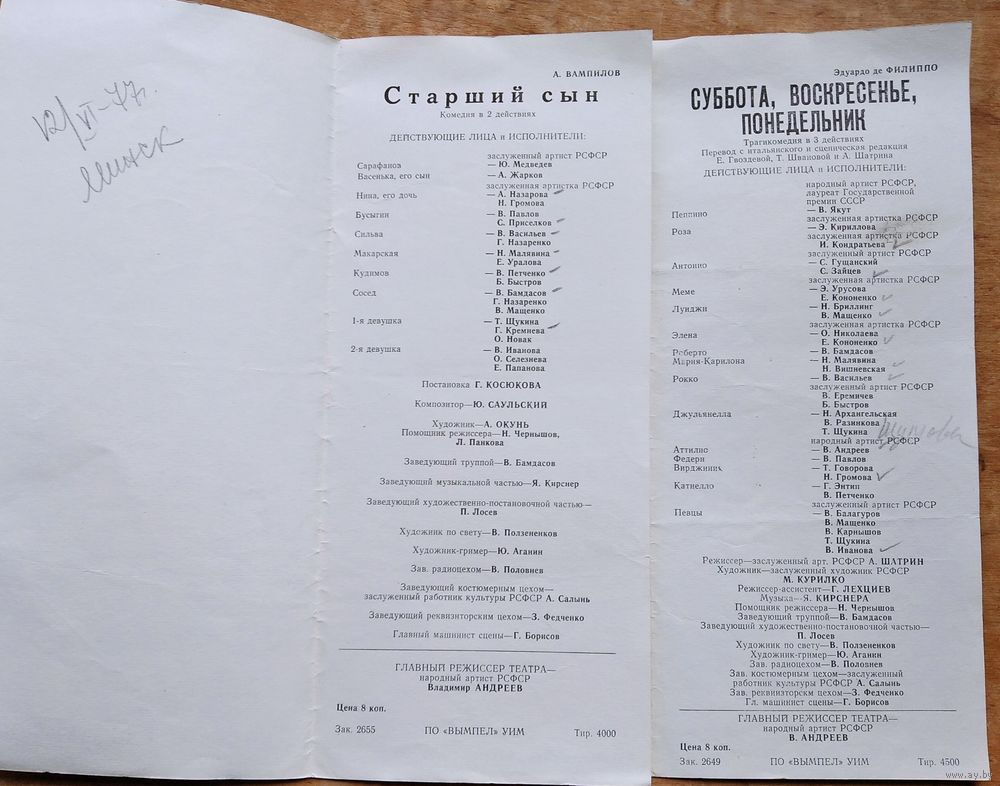 12/VI-77г.
Минск
А. ВАМПИЛОВ
Старший сын
Комедия в 2 действиях
ДЕЙСТВУЮЩИЕ ЛИЦА и ИСПОЛНИТЕЛИ:
заслуженный артист РСФСР
Сарафанов — Ю. Медведев
Васенька, его сын — А. Жарков
заслуженная артистка РСФСР
Нина, его дочь — А. Назарова
Н. Громова
Бусыгин — В. Павлов
С. Приселков
Сильва — В. Васильев
Г. Назаренко
Макарская — Н. Малявина
Е. Уралова
Кудимов — В. Петченко
Б. Быстров
Сосед — В. Бамдасов
Г. Назаренко
В. Мащенко
1-я девушка — Т. Щукина
Г. Кремнева
О. Новак
2-я девушка — В. Иванова
О. Селезнева
Е. Папанова
Постановка Г. КОСЮКОВА
Композитор—Ю. САУЛЬСКИЙ
Художник—А. ОКУНЬ
Помощник режиссера—Н. Чернышов,
Л. Панкова
Заведующий труппой—В. Бамдасов
Заведующий музыкальной частью—Я. Кирснер
Заведующий художественно-постановочной частью—
П. Лосев
Художник по свету—В. Ползененков
Художник-гример—Ю. Аганин
Зав. радиоцехом—В. Половнев
Заведующий костюмерным цехом—
заслуженный работник культуры РСФСР А. Салынь
Заведующий реквизиторским цехом—З. Федченко
Главный машинист сцены—Г. Борисов
ГЛАВНЫЙ РЕЖИССЕР ТЕАТРА—
народный артист РСФСР
Владимир АНДРЕЕВ
Цена 8 коп.
Зак. 2655 ПО «ВЫМПЕЛ» УИМ Тир. 4000
Эдуардо де ФИЛИППО
СУББОТА, ВОСКРЕСЕНЬЕ,
ПОНЕДЕЛЬНИК
Трагикомедия в 3 действиях
Перевод с итальянского и сценическая редакция
Е. Гвоздевой, Т. Швановой и А. Шатрина
ДЕЙСТВУЮЩИЕ ЛИЦА и ИСПОЛНИТЕЛИ:
народный артист РСФСР,
лауреат Государственной
премии СССР
Пеппино — В. Якут
заслуженная артистка РСФСР
Роза — Э. Кириллова
заслуженная артистка РСФСР
И. Кондратьева
заслуженный артист РСФСР
Антонио — С. Гущанский
С. Зайцев
заслуженная артистка РСФСР
Меме — Э. Урусова
Е. Кононенко
Луиджи — Н. Бриллинг
В. Мащенко
заслуженная артистка РСФСР
Элена — О. Николаева
Е. Кононенко
Роберто — В. Бамдасов
Мария-Карилона — Н. Малявина
Н. Вишневская
Рокко — В. Васильев
заслуженный артист РСФСР
В. Еремичев
Б. Быстров
Джульянелла — Н. Архангельская
В. Разинкова
Т. Щукина
народный артист РСФСР
Аттилио — В. Андреев
Федери — В. Павлов
Вирджиния — Т. Говорова
Н. Громова
Катиелло — Г. Энтин
В. Петченко
заслуженный артист РСФСР
Певцы — В. Балагуров
В. Мащенко
В. Карнышов
Т. Щукина
В. Иванова
Режиссер—заслуженный арт. РСФСР А. ШАТРИН
Художник—заслуженный художник РСФСР
М. КУРИЛКО
Режиссер-ассистент—Г. ЛЕХЦИЕВ
Музыка—Я. КИРСНЕРА
Помощник режиссера—Н. Чернышов
Заведующий труппой—В. Бамдасов
Заведующий художественно-постановочной частью—
П. Лосев
Художник по свету—В. Ползененков
Художник-гример—Ю. Аганин
Зав. радиоцехом—В. Половнев
Зав. костюмерным цехом—заслуженный
работник культуры РСФСР А. Салынь
Зав. реквизиторскм цехом—З. Федченко
Гл. машинист сцены—Г. Борисов
ГЛАВНЫЙ РЕЖИССЕР ТЕАТРА—
народный артист РСФСР
В. АНДРЕЕВ
Цена 8 коп.
Зак. 2649 ПО «ВЫМПЕЛ» УИМ Тир. 4500
www.ay.by